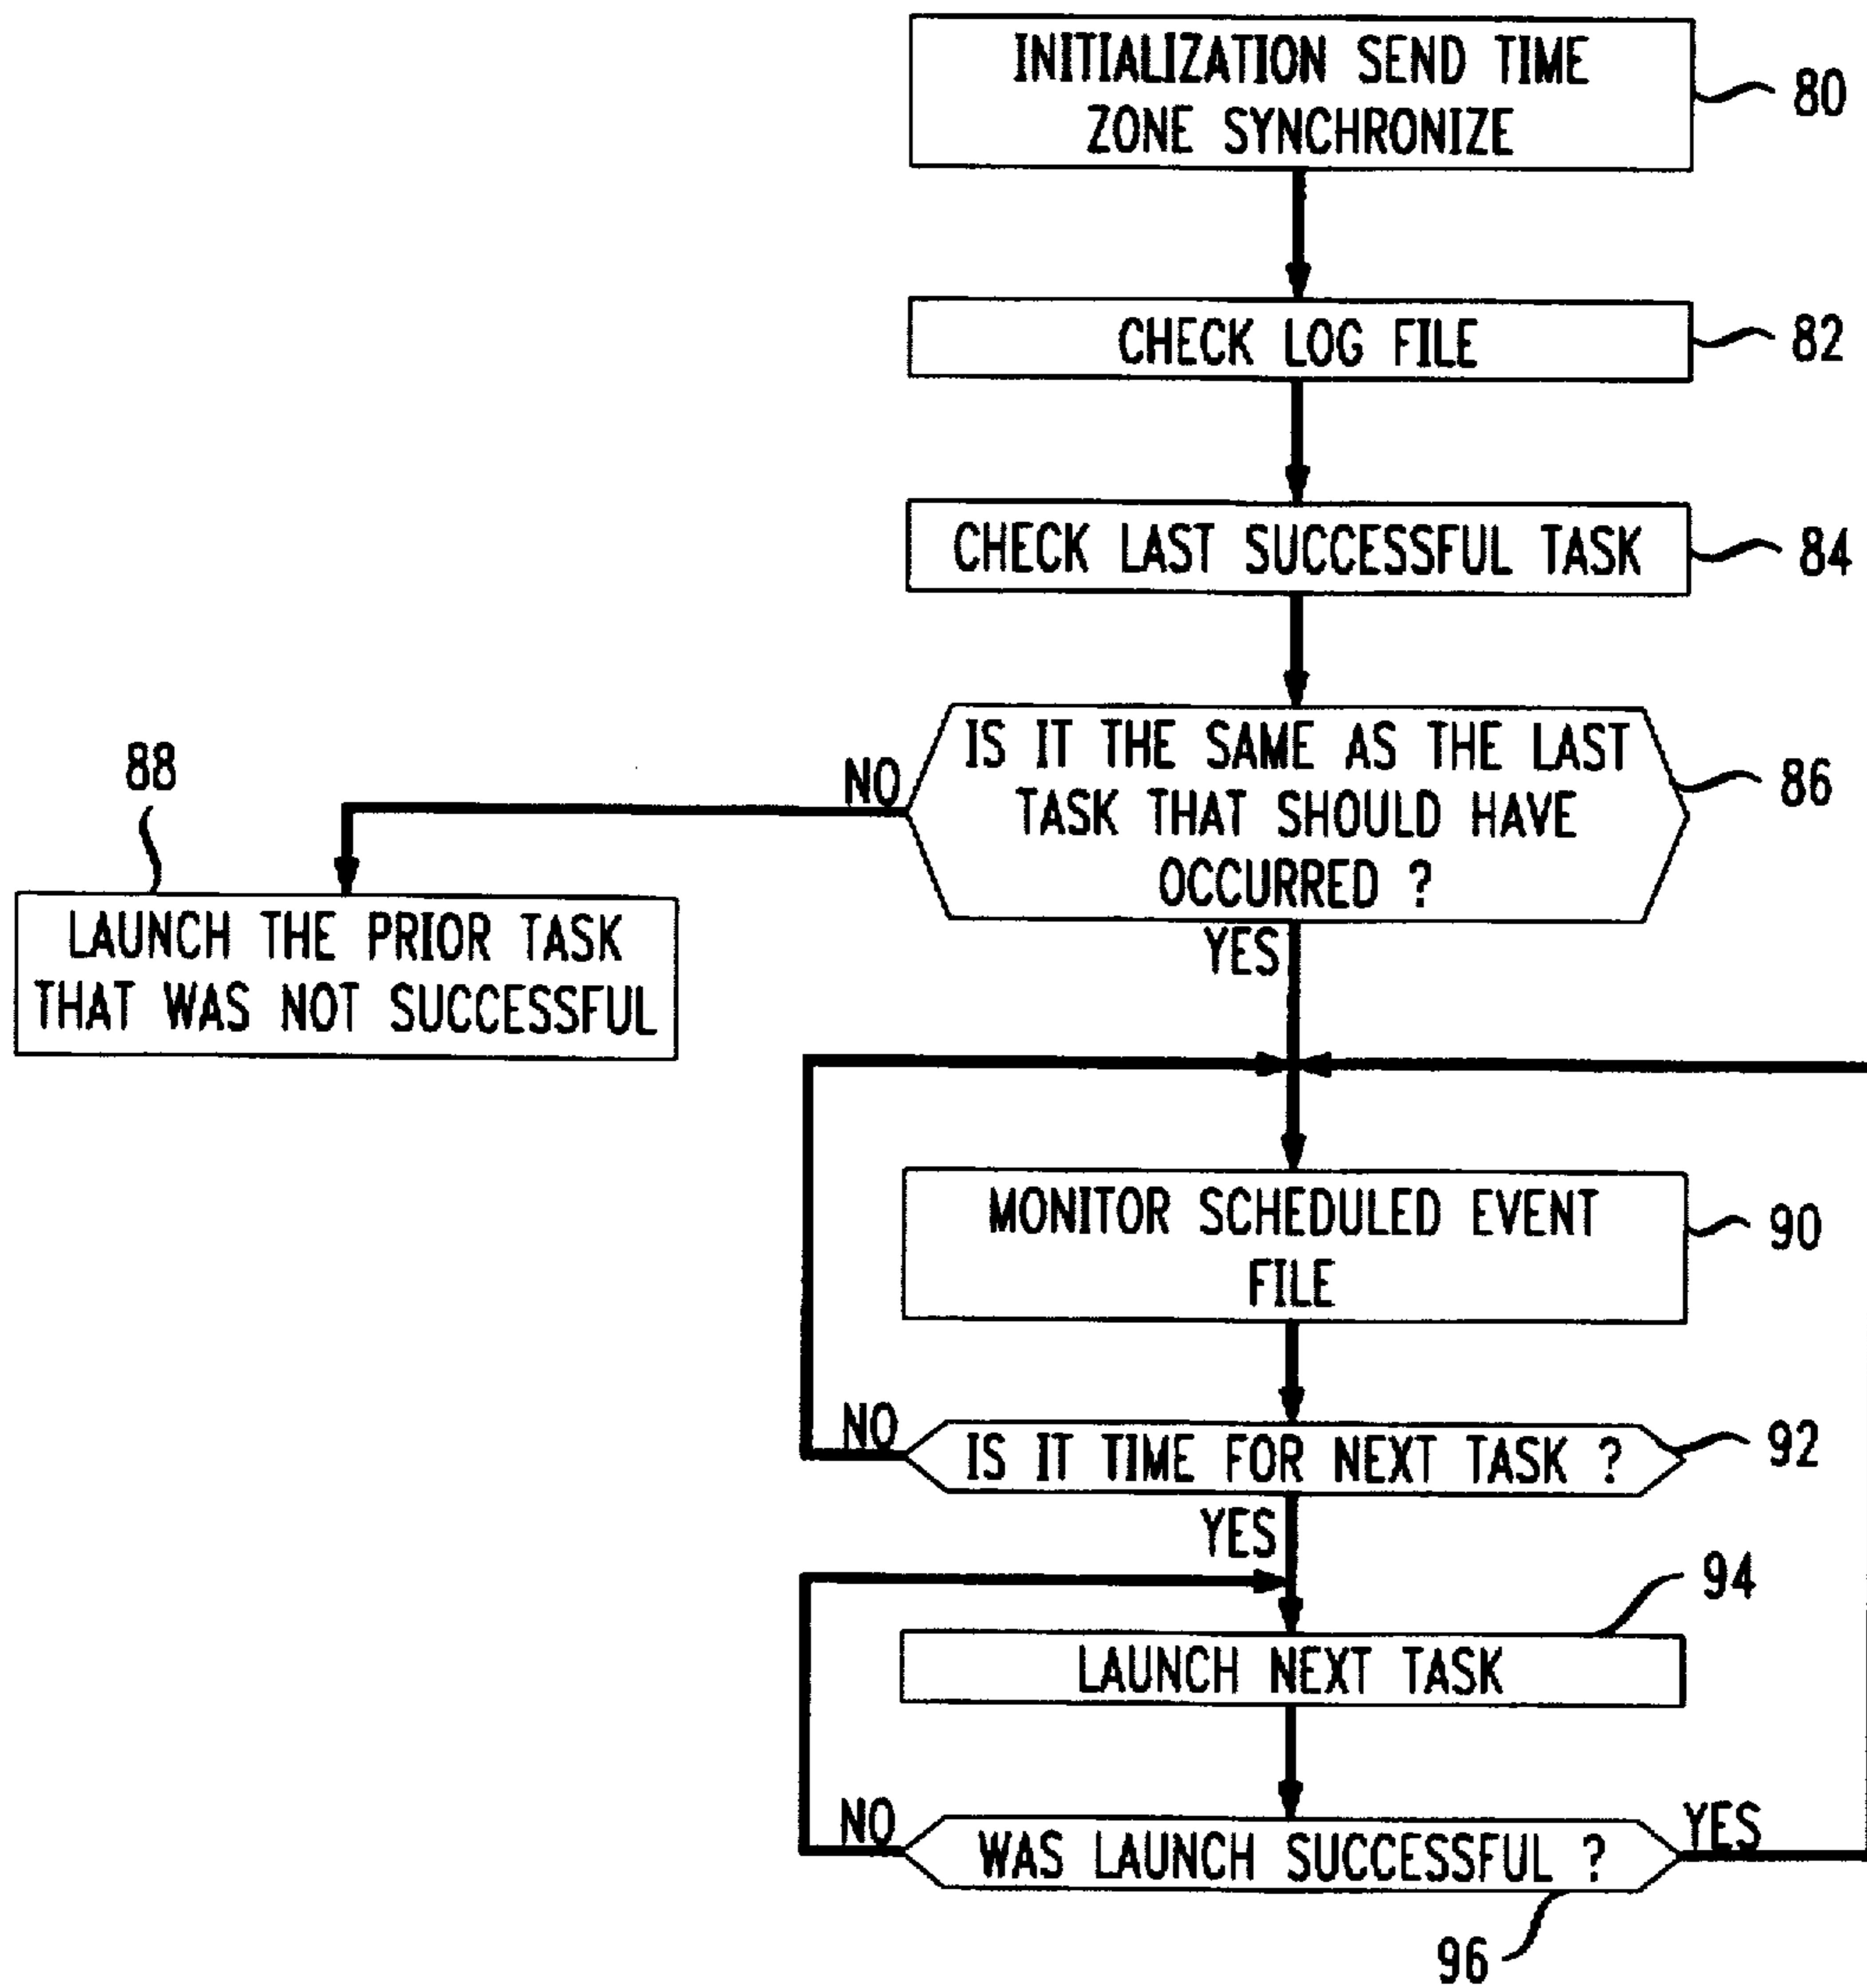 INITIALIZATION SEND TIME
ZONE SYNCHRONIZE
80
CHECK LOG FILE
82
CHECK LAST SUCCESSFUL TASK
84
IS IT THE SAME AS THE LAST
TASK THAT SHOULD HAVE
OCCURRED ?
86
NO
88
LAUNCH THE PRIOR TASK
THAT WAS NOT SUCCESSFUL
YES
MONITOR SCHEDULED EVENT
FILE
90
NO
IS IT TIME FOR NEXT TASK ?
92
YES
94
LAUNCH NEXT TASK
NO
WAS LAUNCH SUCCESSFUL ?
YES
96